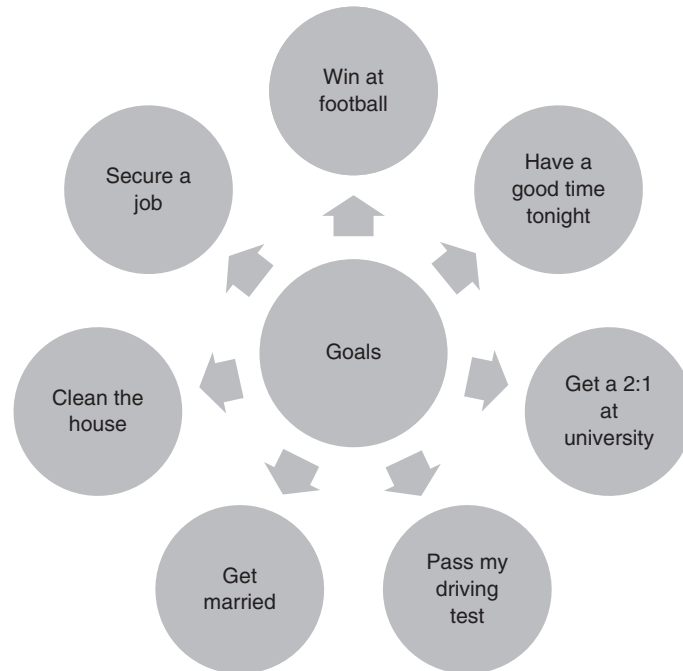 Win at
football
Have a
good time
tonight
Get a 2:1
at
university
Pass my
driving
test
Get
married
Clean the
house
Secure a
job
Goals